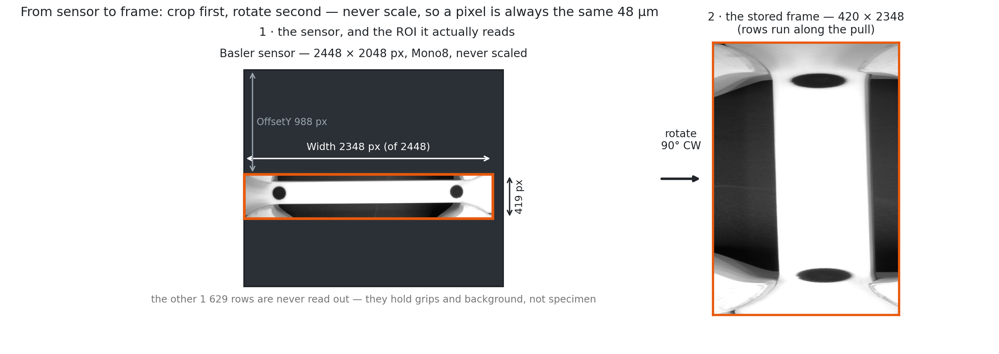 From sensor to frame: crop first, rotate second — never scale, so a pixel is always the same 48 µm
1 · the sensor, and the ROI it actually reads
Basler sensor — 2448 × 2048 px, Mono8, never scaled
OffsetY 988 px
Width 2348 px (of 2448)
419 px
the other 1 629 rows are never read out — they hold grips and background, not specimen
rotate
90° CW
2 · the stored frame — 420 × 2348
(rows run along the pull)